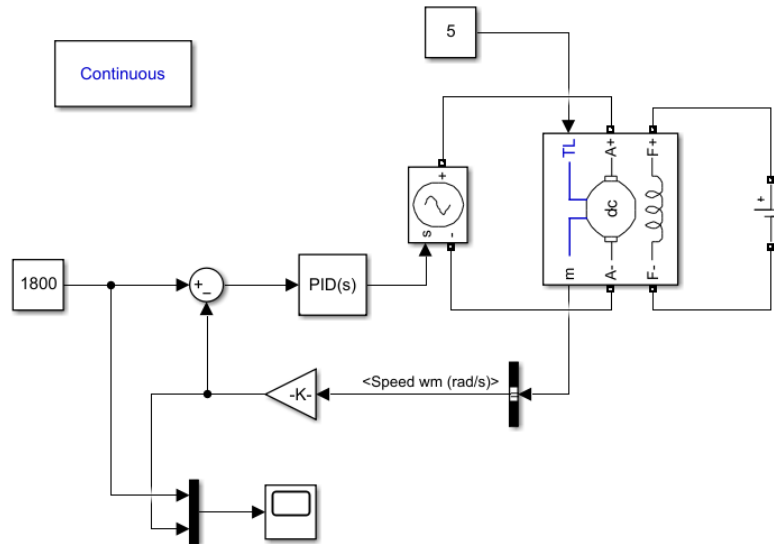 5
Continuous
TL
A+
F+
+
s
-
dc
+
m
A-
F-
1800
+
-
PID(s)
<Speed wm (rad/s)>
-K-